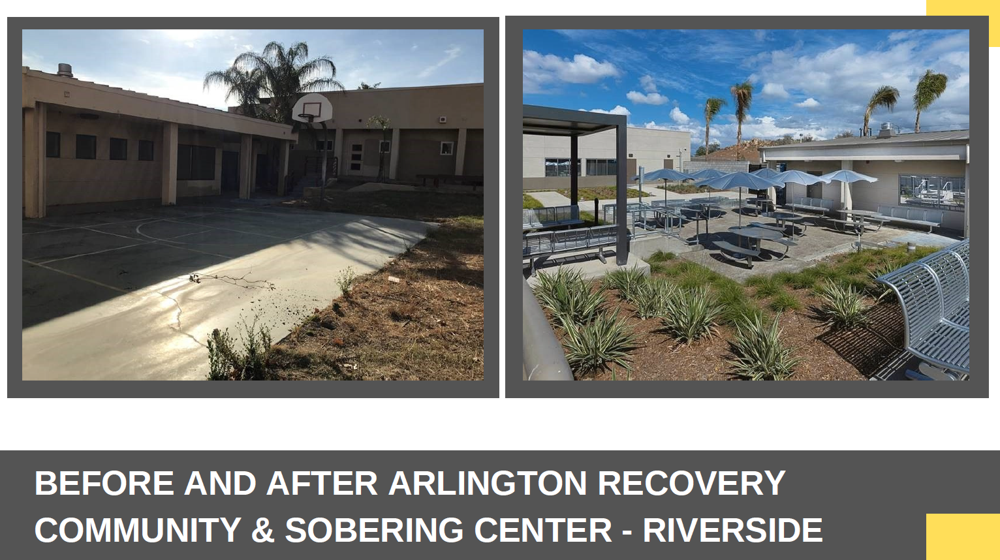 BEFORE AND AFTER ARLINGTON RECOVERY
COMMUNITY & SOBERING CENTER - RIVERSIDE